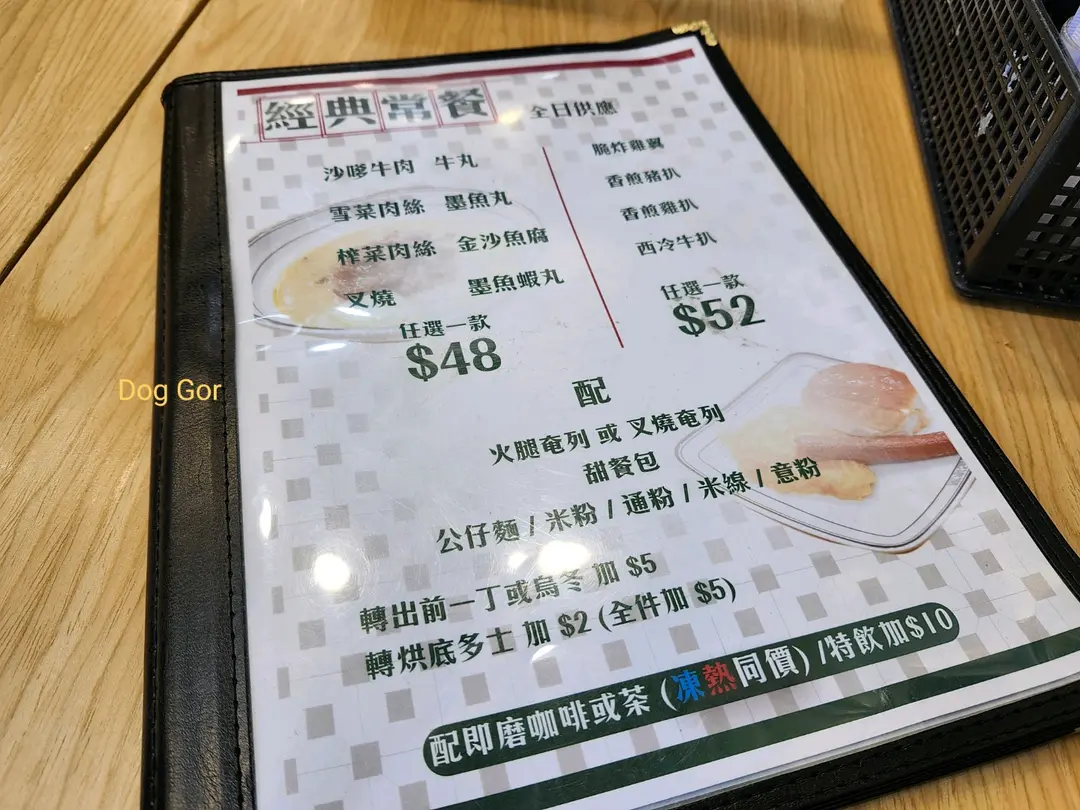 經典常餐 全日供應
沙嗲牛肉 牛丸
雪菜肉絲 墨魚丸
榨菜肉絲 金沙魚腐
叉燒 墨魚蝦丸
任選一款
$48
脆炸雞翼
香煎豬扒
香煎雞扒
西冷牛扒
任選一款
$52
配
火腿奄列 或 叉燒奄列
甜餐包
公仔麵 / 米粉 / 通粉 / 米線 / 意粉
轉出前一丁或烏冬 加 $5
轉烘底多士 加 $2 (全件加 $5)
配即磨咖啡或茶 (凍熱同價) /特飲加$10
Dog Gor